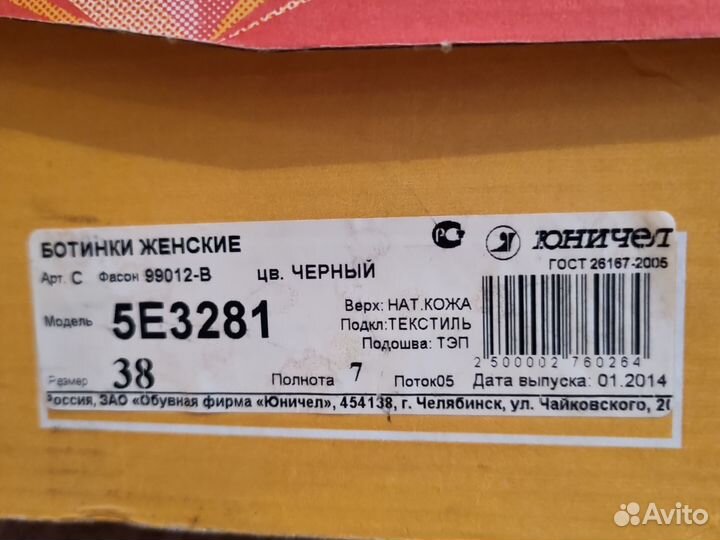 БОТИНКИ ЖЕНСКИЕ
РС
ЮНИЧЕЛ
Арт. С Фасон 99012-В цв. ЧЕРНЫЙ
ГОСТ 26167-2005
Модель 5Е3281
Верх: НАТ.КОЖА
Подкл:ТЕКСТИЛЬ
Подошва: ТЭП
2 500002 760264
Размер 38 Полнота 7 Поток05 Дата выпуска: 01.2014
Россия, ЗАО «Обувная фирма «Юничел», 454138, г. Челябинск, ул. Чайковского, 20
Avito